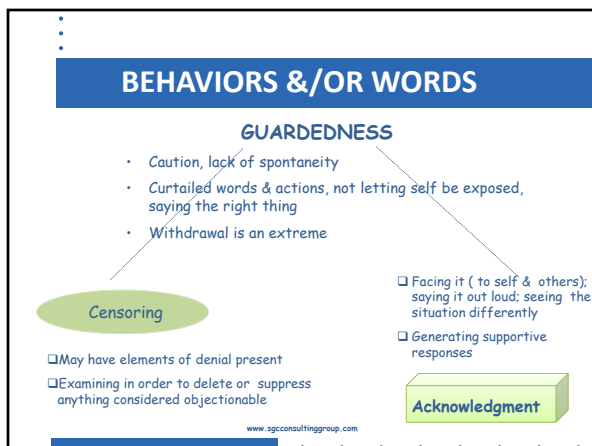 BEHAVIORS &/OR WORDS
GUARDEDNESS
• Caution, lack of spontaneity
• Curtailed words & actions, not letting self be exposed,
saying the right thing
• Withdrawal is an extreme
Censoring
❑May have elements of denial present
❑Examining in order to delete or suppress
anything considered objectionable
❑ Facing it ( to self & others);
saying it out loud; seeing the
situation differently
❑ Generating supportive
responses
Acknowledgment
www.sgcconsultinggroup.com